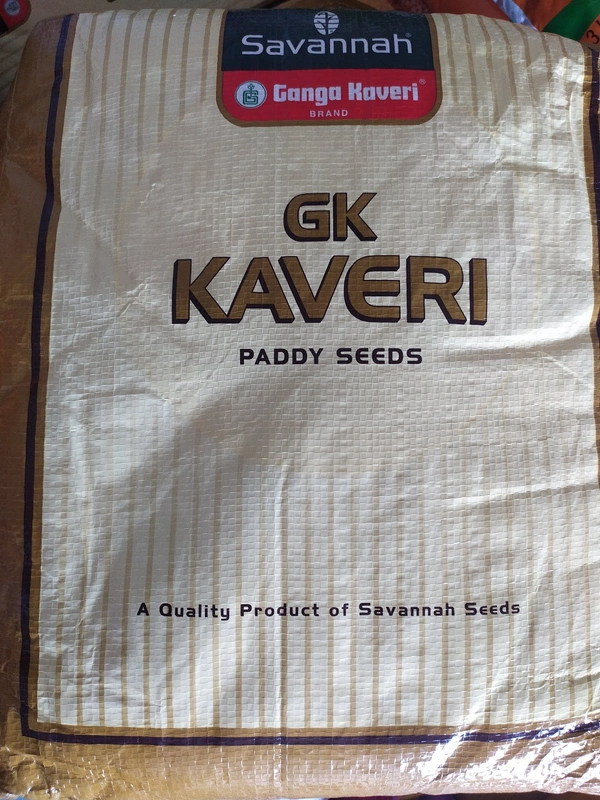 Savannah®
Ganga Kaveri®
BRAND
GK
KAVERI
PADDY SEEDS
A Quality Product of Savannah Seeds